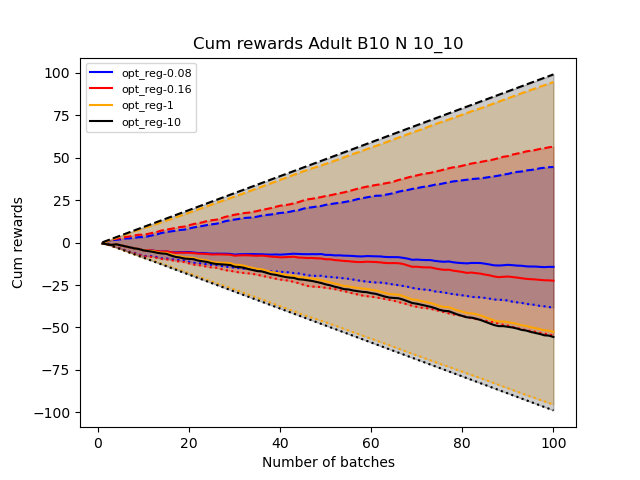 Cum rewards Adult B10 N 10_10
opt_reg-0.08
opt_reg-0.16
opt_reg-1
opt_reg-10
Cum rewards
100
75
50
25
0
−25
−50
−75
−100
0 20 40 60 80 100
Number of batches